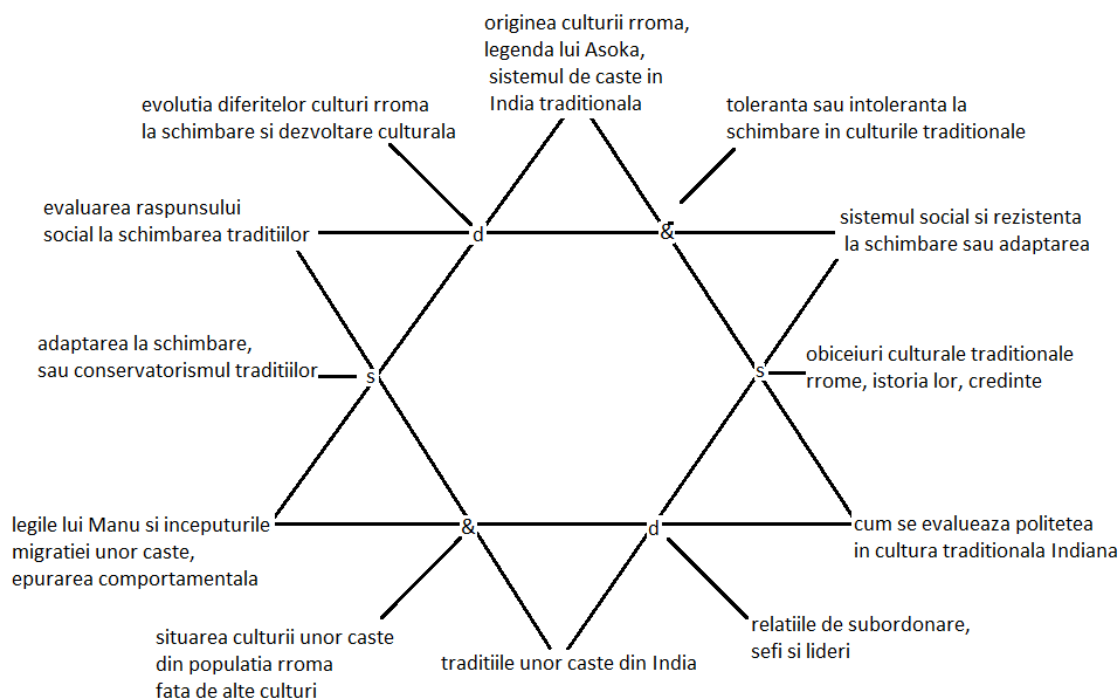 originea culturii rroma,
legenda lui Asoka,
sistemul de caste in
India traditionala
evolutia diferitelor culturi rroma
la schimbare si dezvoltare culturala
toleranta sau intoleranta la
schimbare in culturile traditionale
evaluarea raspunsului
social la schimbarea traditiilor
d
&
sistemul social si rezistenta
la schimbare sau adaptarea
adaptarea la schimbare,
sau conservatorismul traditiilor
s
s
obiceiuri culturale traditionale
rrome, istoria lor, credinte
legile lui Manu si inceputurile
migratiei unor caste,
epurarea comportamentala
&
d
cum se evalueaza politetea
in cultura traditionala Indiana
situarea culturii unor caste
din populatia rroma
fata de alte culturi
traditiile unor caste din India
relatiile de subordonare,
sefi si lideri